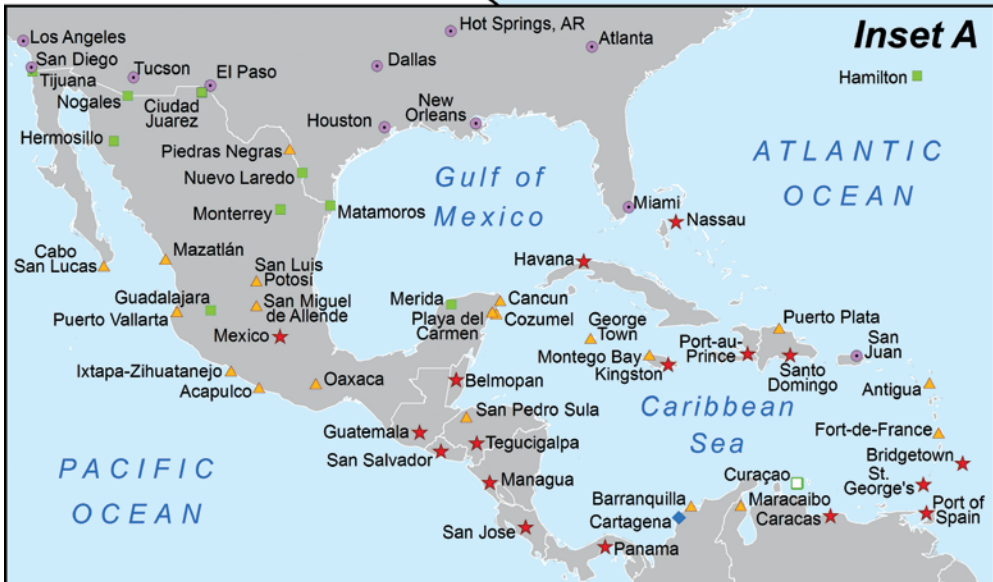 Inset A
Hot Springs, AR
Los Angeles
Atlanta
San Diego
Tucson
El Paso
Dallas
Hamilton
Tijuana
Nogales
Ciudad
Juarez
New
Orleans
Houston
Hermosillo
Piedras Negras
ATLANTIC
OCEAN
Gulf of
Mexico
Nuevo Laredo
Monterrey
Matamoros
Miami
Nassau
Cabo
San Lucas
Mazatlán
Havana
San Luis
Potosi
Guadalajara
Puerto Vallarta
San Miguel
de Allende
Merida
Cancun
Playa del
Carmen
Cozumel
George
Town
Puerto Plata
Mexico
Montego Bay
Kingston
Port-au-
Prince
San
Juan
Santo
Domingo
Ixtapa-Zihuatanejo
Acapulco
Oaxaca
Belmopan
Antigua
San Pedro Sula
Caribbean
Sea
Guatemala
Tegucigalpa
Fort-de-France
San Salvador
Bridgetown
PACIFIC
OCEAN
Managua
Curaçao
St.
George's
Barranquilla
Cartagena
Maracaibo
Caracas
Port of
Spain
San Jose
Panama